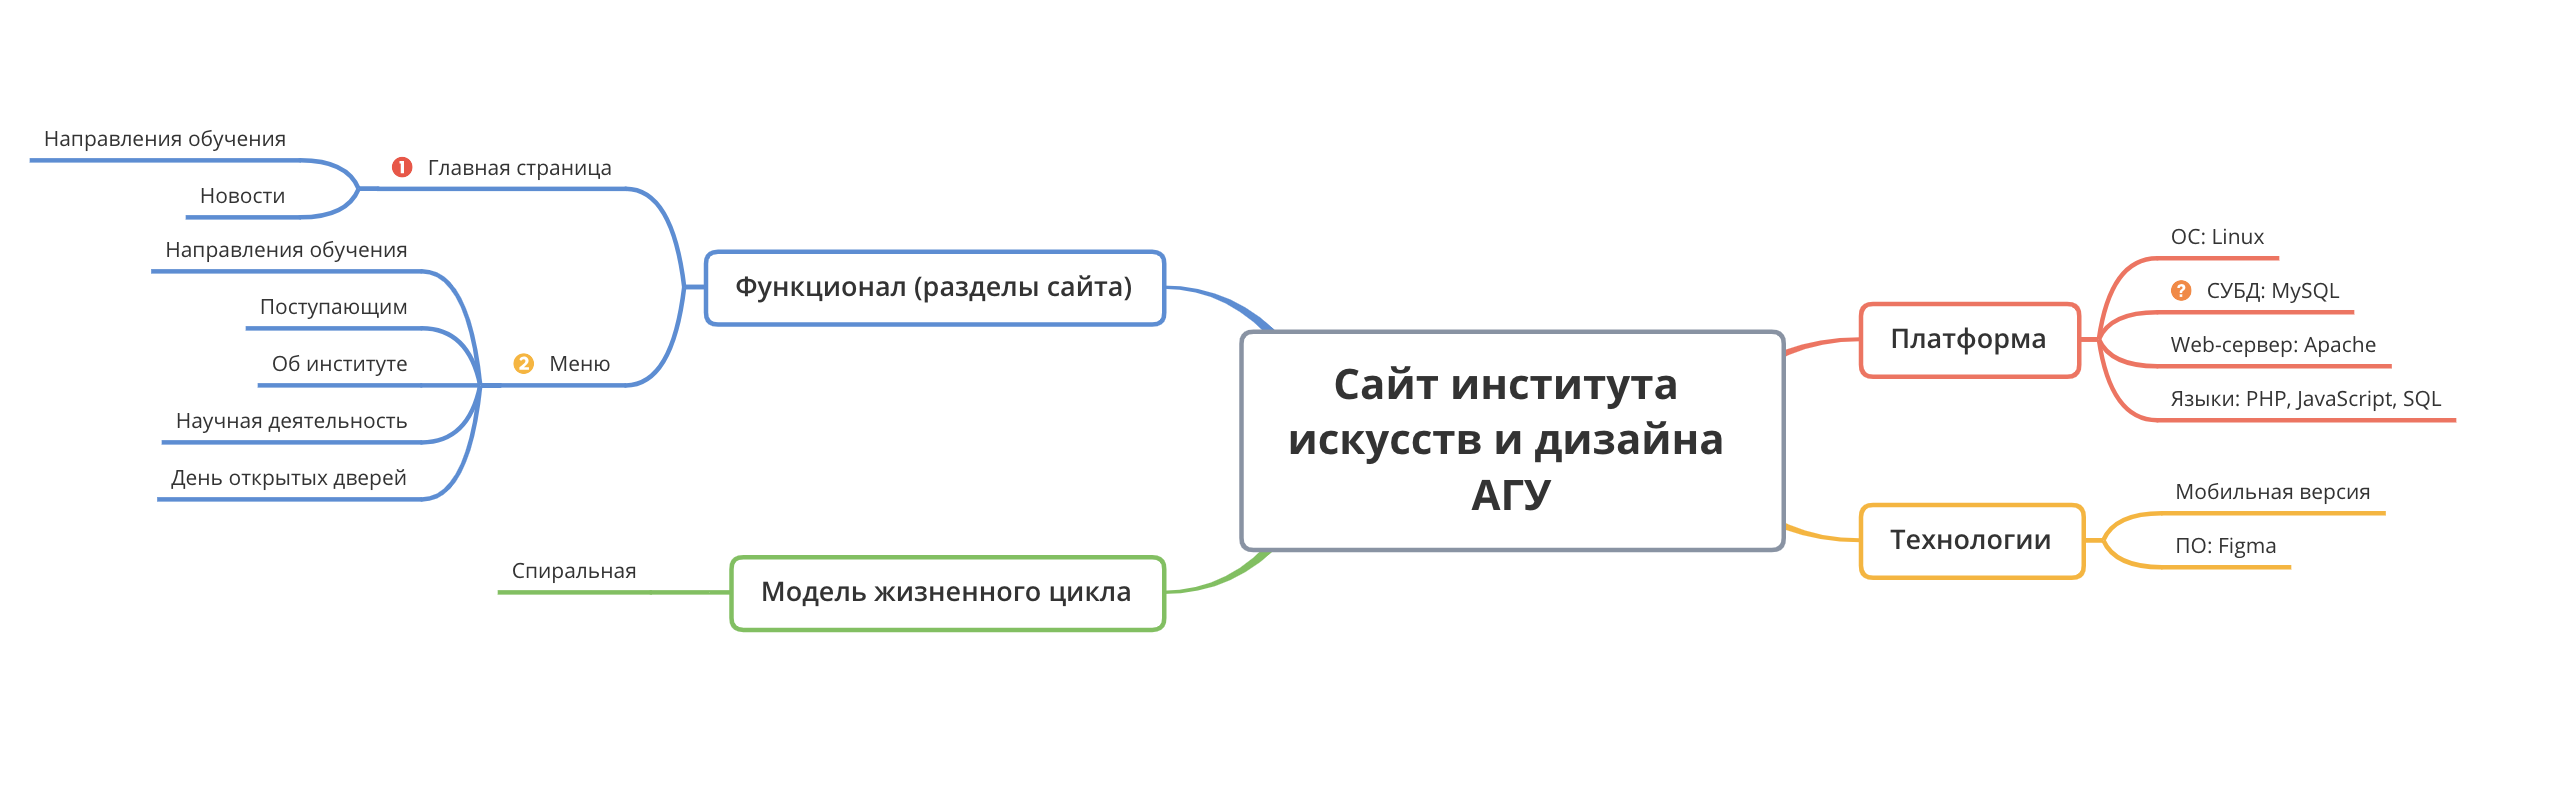 Направления обучения
Новости
1 Главная страница
Направления обучения
Поступающим
Об институте
Научная деятельность
День открытых дверей
2 Меню
Функционал (разделы сайта)
Спиральная
Модель жизненного цикла
Сайт института
искусств и дизайна
АГУ
Платформа
ОС: Linux
? СУБД: MySQL
Web-сервер: Apache
Языки: PHP, JavaScript, SQL
Технологии
Мобильная версия
ПО: Figma